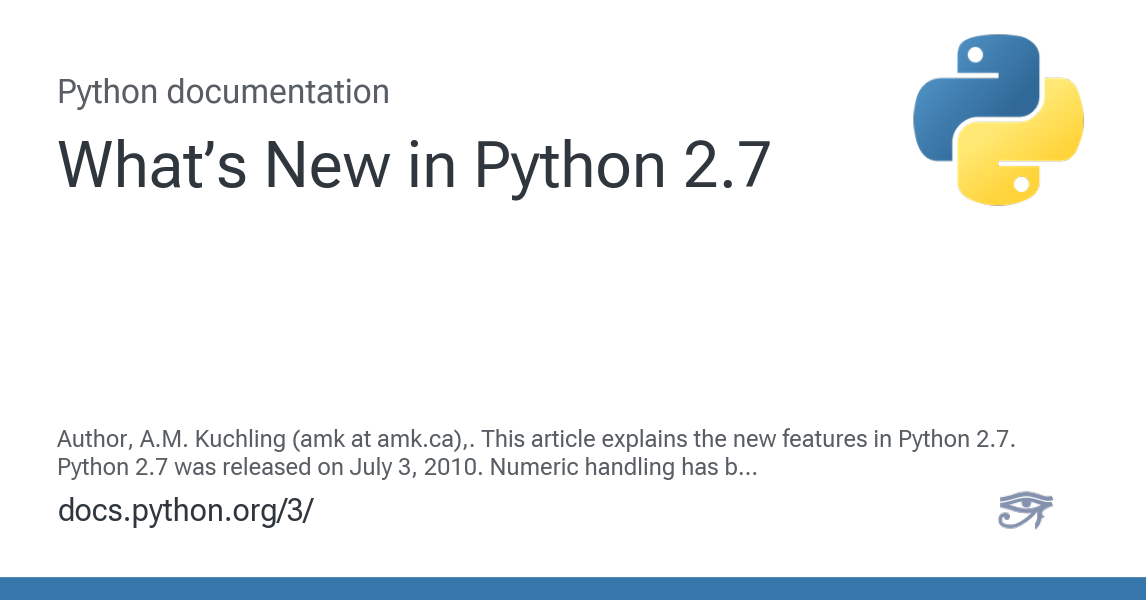 Python documentation
What’s New in Python 2.7
Author, A.M. Kuchling (amk at amk.ca),. This article explains the new features in Python 2.7.
Python 2.7 was released on July 3, 2010. Numeric handling has b...
docs.python.org/3/